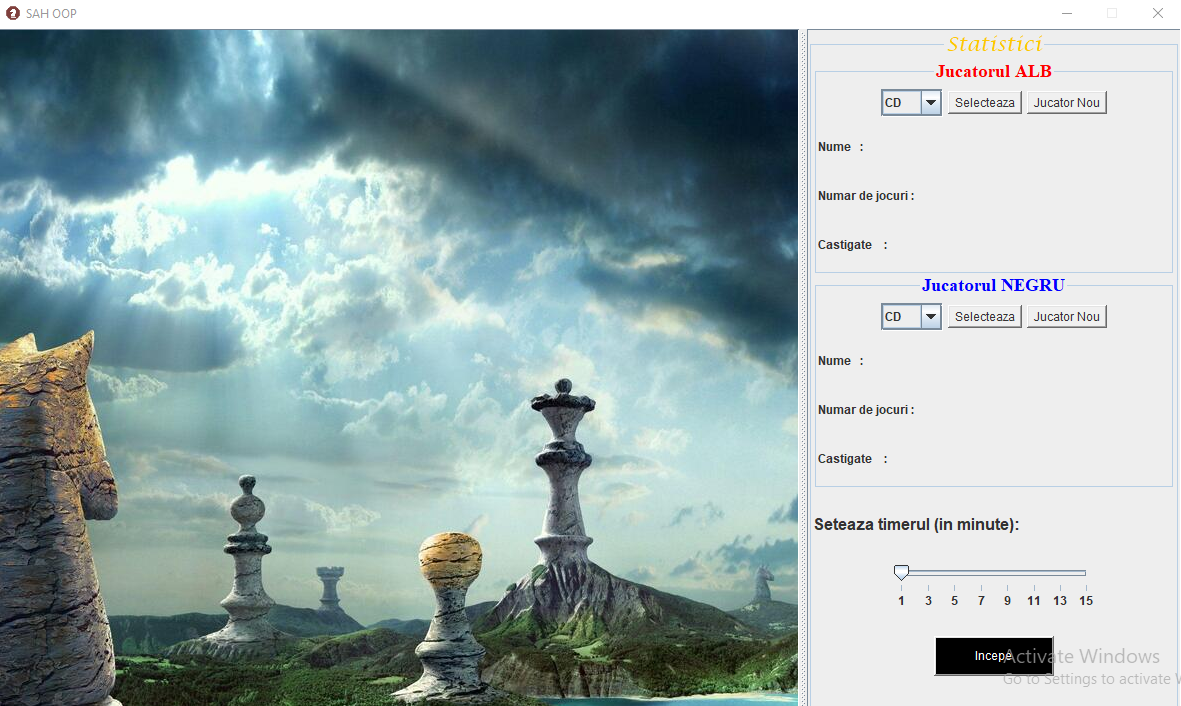 SAH OOP
Statistici
Jucatorul ALB
CD Selecteaza Jucator Nou
Nume :
Numar de jocuri :
Castigate :
Jucatorul NEGRU
CD Selecteaza Jucator Nou
Nume :
Numar de jocuri :
Castigate :
Seteaza timerul (in minute):
1 3 5 7 9 11 13 15
Incepe
Activate Windows
Go to Settings to activate W